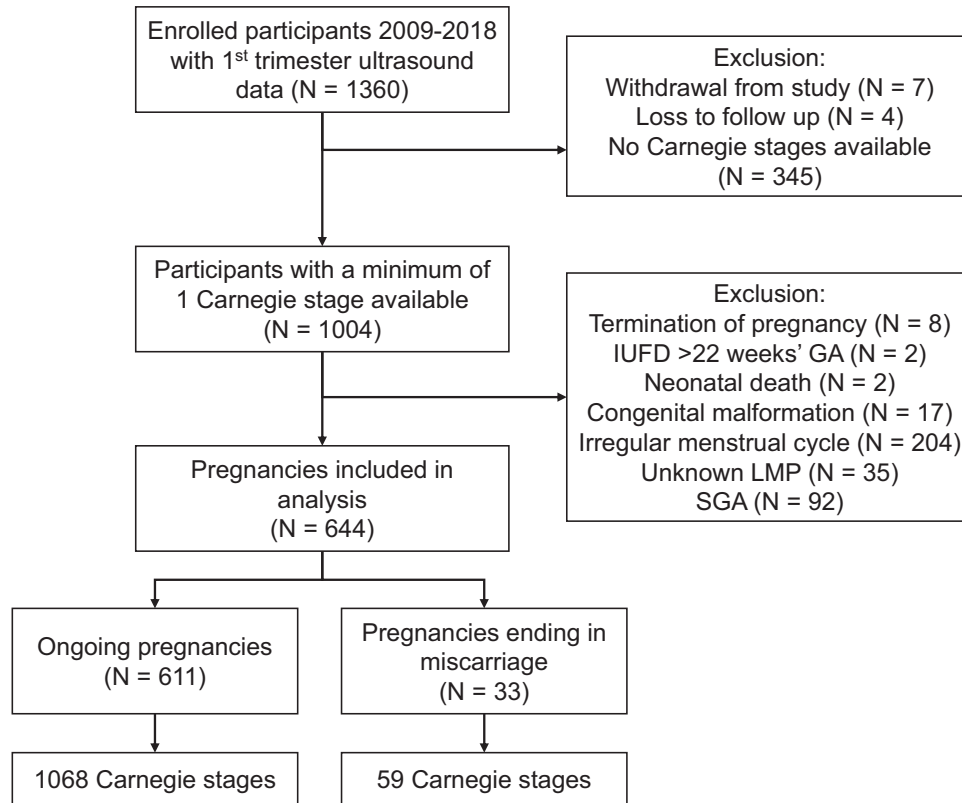 Enrolled participants 2009-2018
with 1st trimester ultrasound
data (N = 1360)
Exclusion:
Withdrawal from study (N = 7)
Loss to follow up (N = 4)
No Carnegie stages available
(N = 345)
Participants with a minimum of
1 Carnegie stage available
(N = 1004)
Exclusion:
Termination of pregnancy (N = 8)
IUFD >22 weeks’ GA (N = 2)
Neonatal death (N = 2)
Congenital malformation (N = 17)
Irregular menstrual cycle (N = 204)
Unknown LMP (N = 35)
SGA (N = 92)
Pregnancies included in
analysis
(N = 644)
Ongoing pregnancies
(N = 611)
Pregnancies ending in
miscarriage
(N = 33)
1068 Carnegie stages
59 Carnegie stages